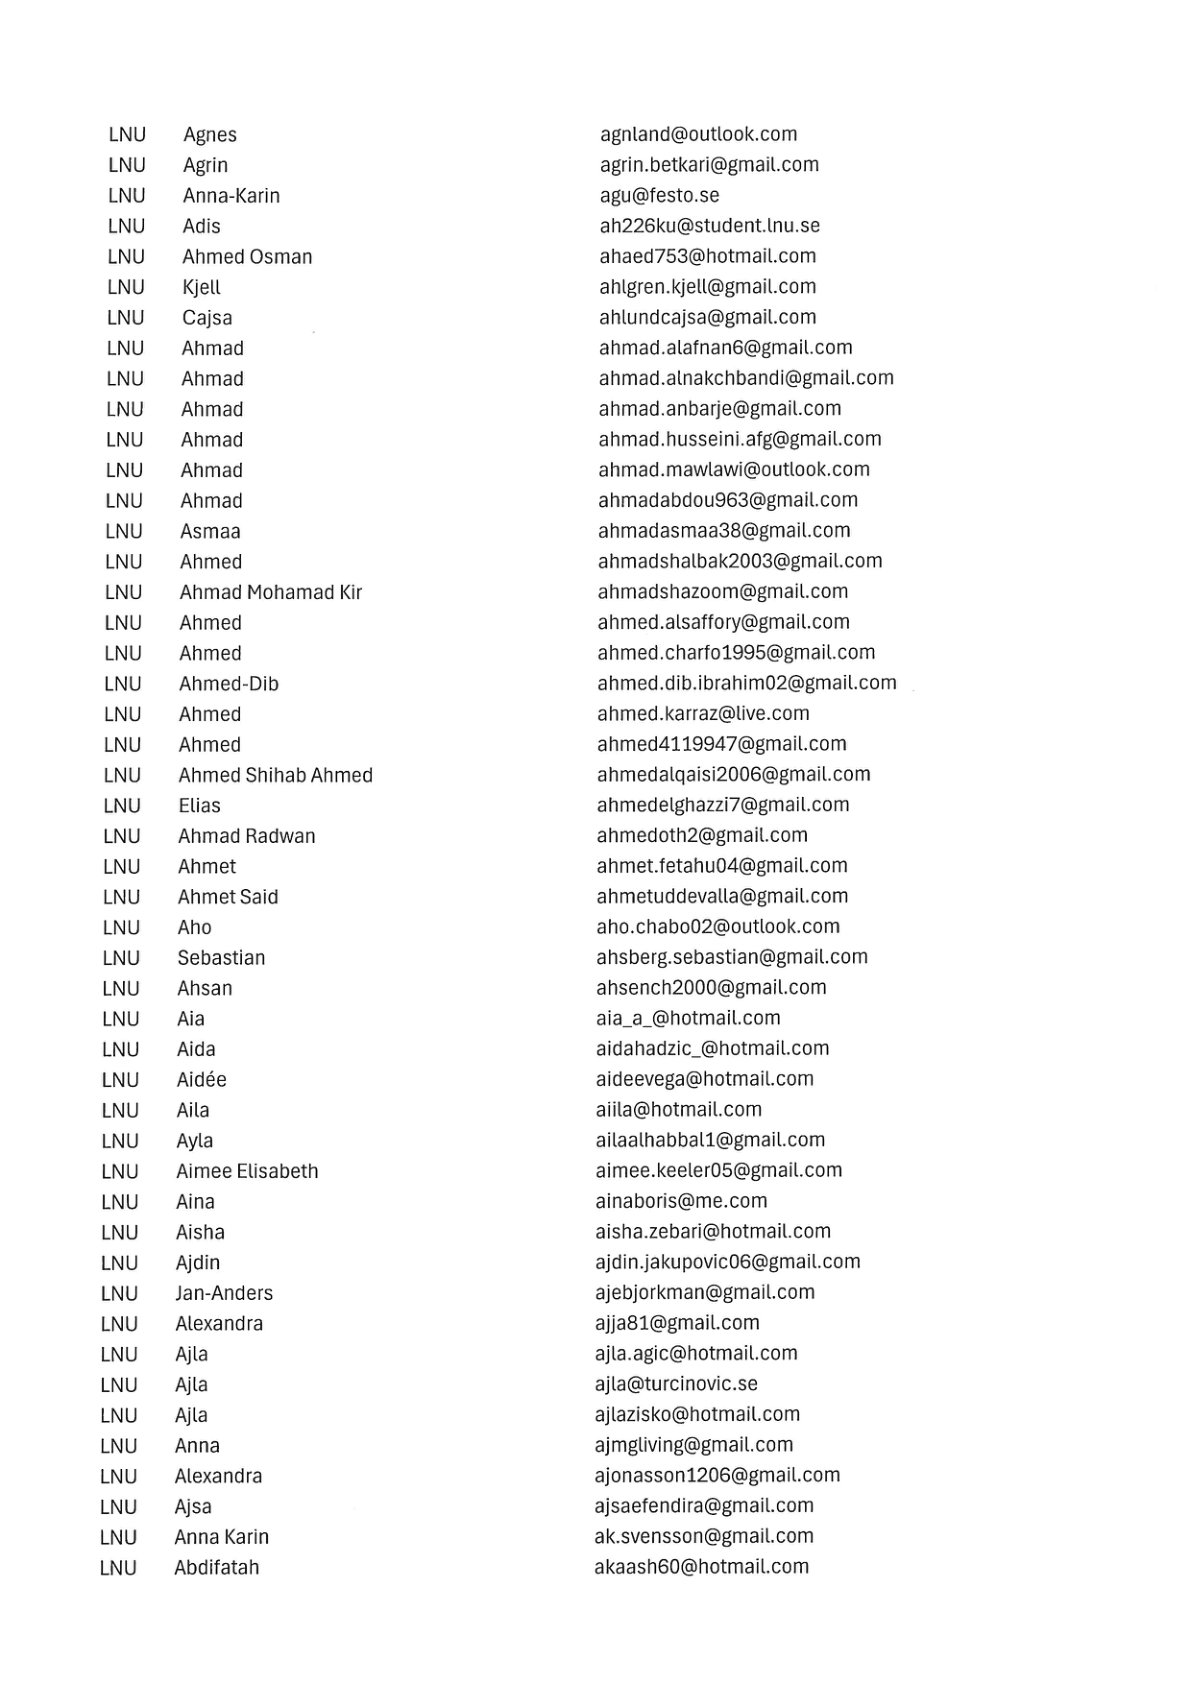 LNU Agnes agnland@outlook.com
LNU Agrin agrin.betkari@gmail.com
LNU Anna-Karin agu@festo.se
LNU Adis ah226ku@student.lnu.se
LNU Ahmed Osman ahaed753@hotmail.com
LNU Kjell ahlgren.kjell@gmail.com
LNU Cajsa ahlundcajsa@gmail.com
LNU Ahmad ahmad.alafnan6@gmail.com
LNU Ahmad ahmad.alnakchbandi@gmail.com
LNU Ahmad ahmad.anbarje@gmail.com
LNU Ahmad ahmad.husseini.afg@gmail.com
LNU Ahmad ahmad.mawlawi@outlook.com
LNU Ahmad ahmadabdou963@gmail.com
LNU Asmaa ahmadasmaa38@gmail.com
LNU Ahmed ahmadshalbak2003@gmail.com
LNU Ahmad Mohamad Kir ahmadshazoom@gmail.com
LNU Ahmed ahmed.alsaffory@gmail.com
LNU Ahmed ahmed.charfo1995@gmail.com
LNU Ahmed-Dib ahmed.dib.ibrahim02@gmail.com
LNU Ahmed ahmed.karraz@live.com
LNU Ahmed ahmed4119947@gmail.com
LNU Ahmed Shihab Ahmed ahmedalqaisi2006@gmail.com
LNU Elias ahmedelghazzi7@gmail.com
LNU Ahmad Radwan ahmedoth2@gmail.com
LNU Ahmet ahmet.fetahu04@gmail.com
LNU Ahmet Said ahmetuddevalla@gmail.com
LNU Aho aho.chabo02@outlook.com
LNU Sebastian ahsberg.sebastian@gmail.com
LNU Ahsan ahsench2000@gmail.com
LNU Aia aia_a_@hotmail.com
LNU Aida aidahadzic_@hotmail.com
LNU Aidée aideevega@hotmail.com
LNU Aila aiila@hotmail.com
LNU Ayla ailaalhabbal1@gmail.com
LNU Aimee Elisabeth aimee.keeler05@gmail.com
LNU Aina ainaboris@me.com
LNU Aisha aisha.zebari@hotmail.com
LNU Ajdin ajdin.jakupovic06@gmail.com
LNU Jan-Anders ajebjorkman@gmail.com
LNU Alexandra ajja81@gmail.com
LNU Ajla ajla.agic@hotmail.com
LNU Ajla ajla@turcinovic.se
LNU Ajla ajlazisko@hotmail.com
LNU Anna ajmgliving@gmail.com
LNU Alexandra ajonasson1206@gmail.com
LNU Ajsa ajsaefendira@gmail.com
LNU Anna Karin ak.svensson@gmail.com
LNU Abdifatah akaash60@hotmail.com